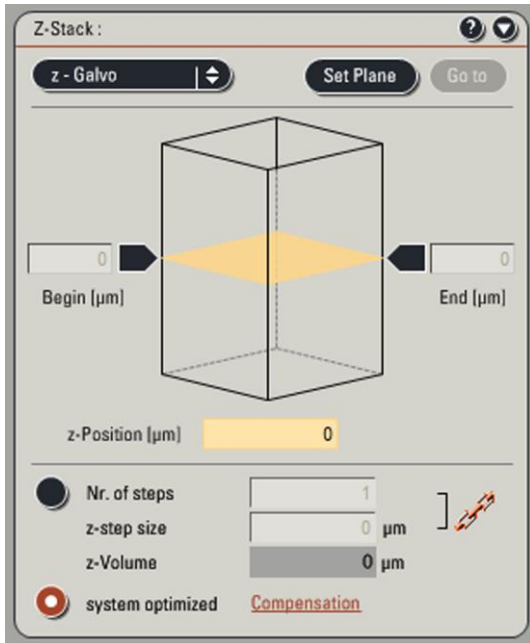 Z-Stack :
z - Galvo
Set Plane
Go to
0
0
Begin [µm]
End [µm]
z-Position [µm]
0
Nr. of steps
1
z-step size
0 µm
z-Volume
0 µm
system optimized
Compensation